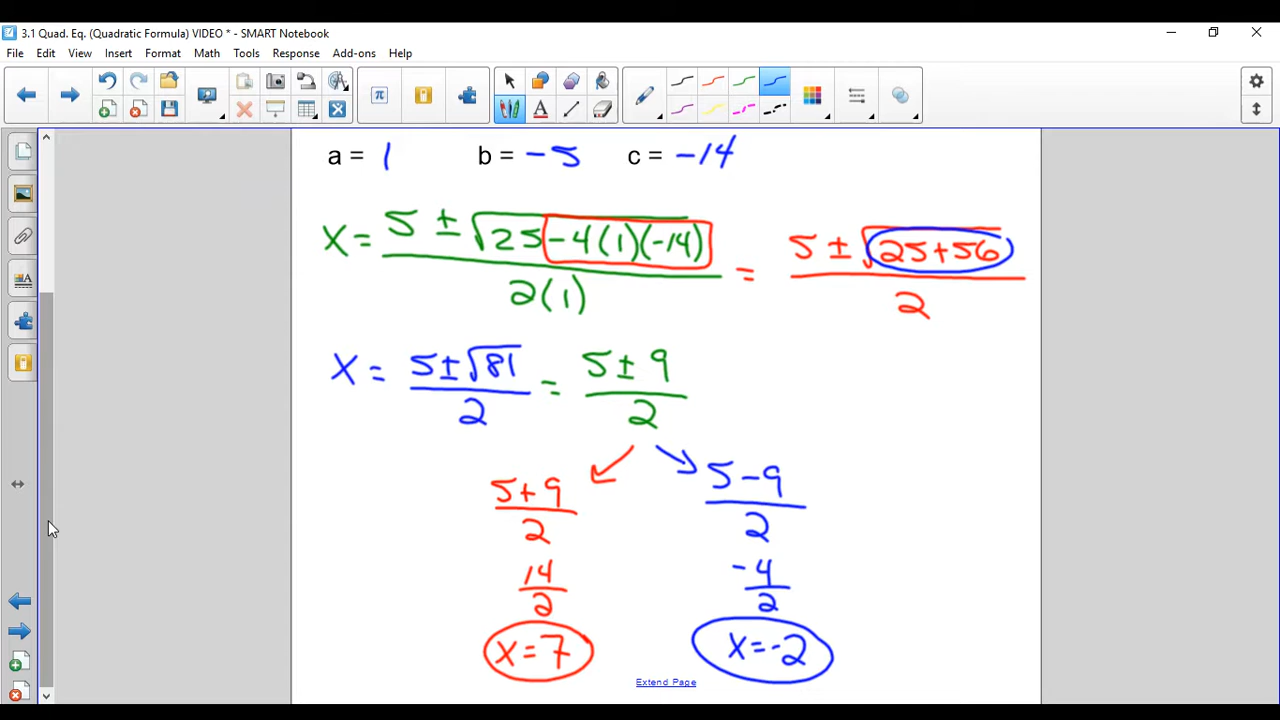 3.1 Quad. Eq. (Quadratic Formula) VIDEO * - SMART Notebook
File Edit View Insert Format Math Tools Response Add-ons Help
a = 1 b = -5 c = -14
x = 5 ± √25 -4(1)(-14) / 2(1) = 5 ± √25+56 / 2
x = 5±√81 / 2 = 5 ± 9 / 2
5+9 / 2 5-9 / 2
14 / 2 -4 / 2
x = 7 x = -2
Extend Page